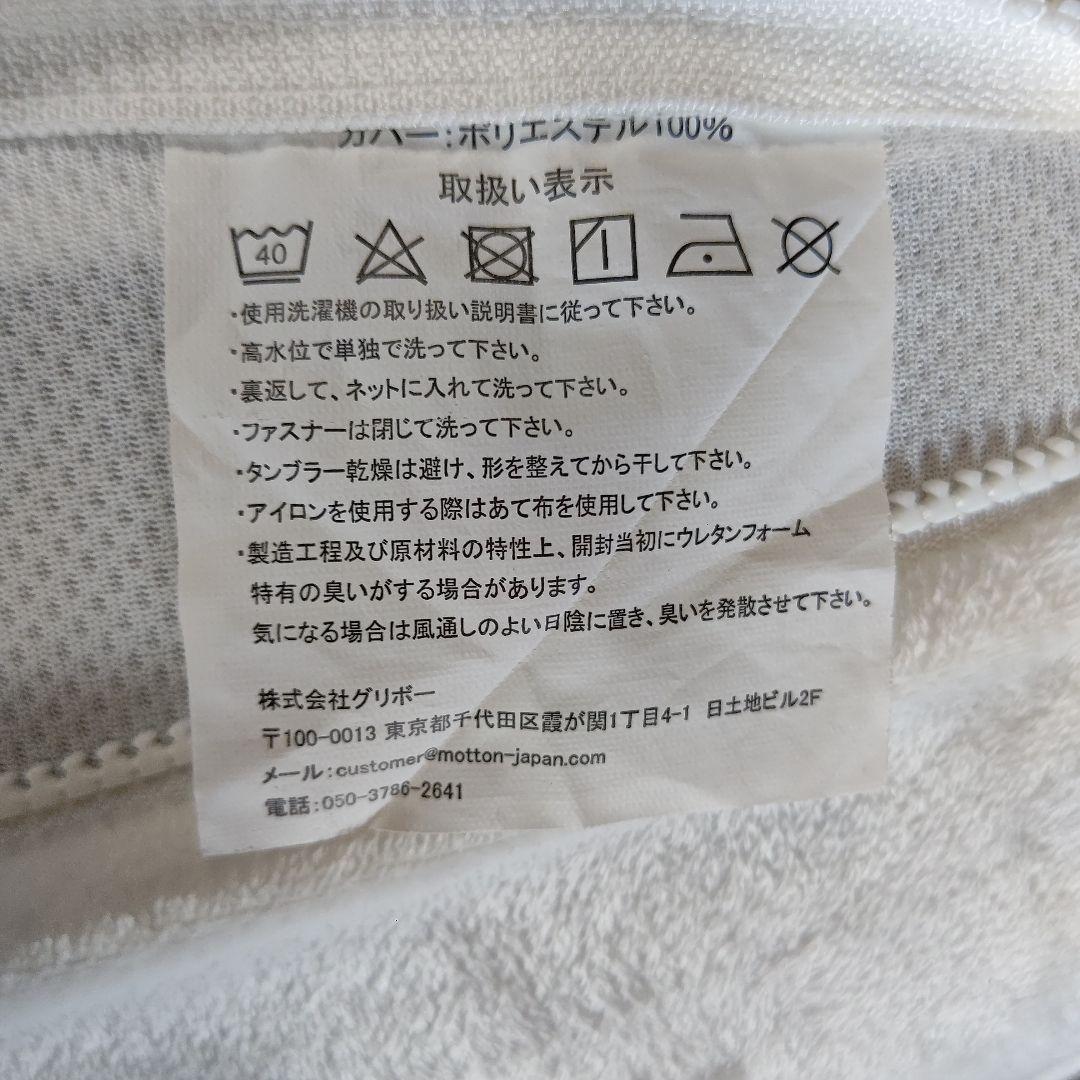 カバー:ポリエステル100%
取扱い表示
40
・使用洗濯機の取り扱い説明書に従って下さい。
・高水位で単独で洗って下さい。
・裏返して、ネットに入れて洗って下さい。
・ファスナーは閉じて洗って下さい。
・タンブラー乾燥は避け、形を整えてから干して下さい。
・アイロンを使用する際はあて布を使用して下さい。
・製造工程及び原材料の特性上、開封当初にウレタンフォーム
特有の臭いがする場合があります。
気になる場合は風通しのよい日陰に置き、臭いを発散させて下さい。
株式会社グリボー
〒100-0013 東京都千代田区霞が関1丁目4-1 日土地ビル2F
メール:customer@motton-japan.com
電話:050-3786-2641